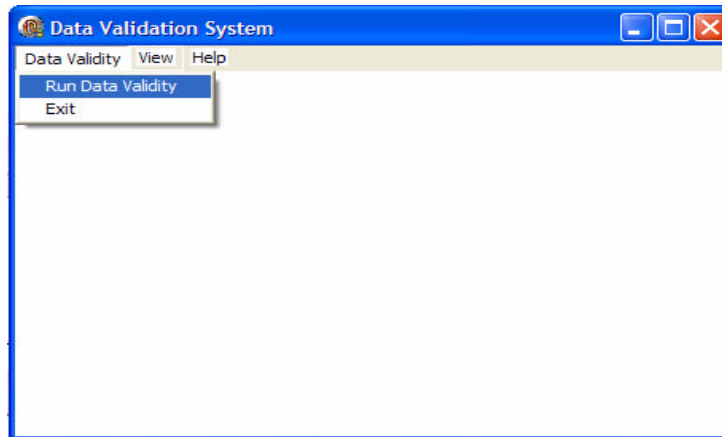 Data Validation System
Data Validity View Help
Run Data Validity
Exit